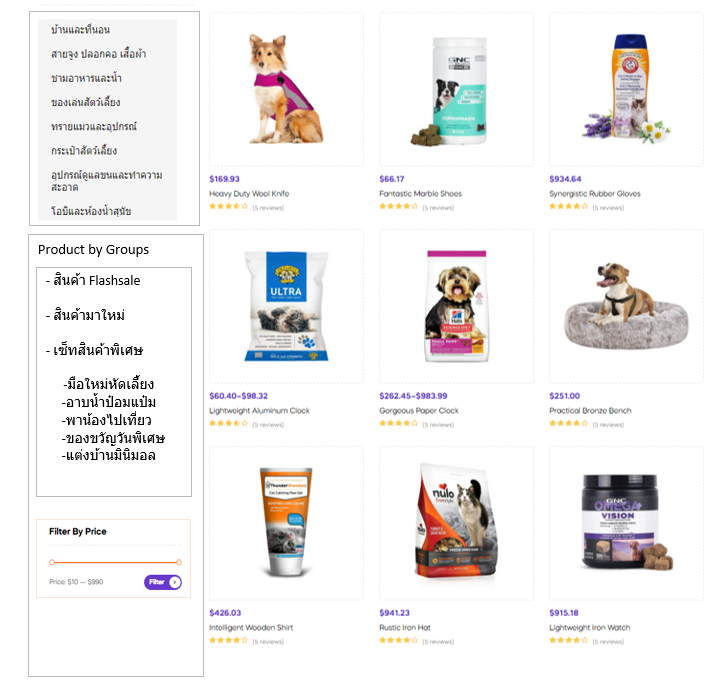 บ้านและที่นอน
สายจูง ปลอกคอ เสื้อผ้า
ชามอาหารและน้ำ
ของเล่นสัตว์เลี้ยง
ทรายแมวและอุปกรณ์
กระเป๋าสัตว์เลี้ยง
อุปกรณ์ดูแลขนและทำความ
สะอาด
โอบิและห้องน้ำสุนัข
Product by Groups
- สินค้า Flashsale
- สินค้ามาใหม่
- เซ็ทสินค้าพิเศษ
-มือใหม่หัดเลี้ยง
-อาบน้ำป๋อมแป๋ม
-พาน้องไปเที่ยว
-ของขวัญวันพิเศษ
-แต่งบ้านมินิมอล
Filter By Price
Price: $10 — $990
Filter
GNC
ARM & HAMMER
$169.93
Heavy Duty Wool Knife
(5 reviews)
$66.17
Fantastic Marble Shoes
(5 reviews)
$934.64
Synergistic Rubber Gloves
(5 reviews)
ULTRA
Hill's
SCIENCE DIET
SMALL PAWS
$60.40–$98.32
Lightweight Aluminum Clock
(5 reviews)
$262.45–$983.99
Gorgeous Paper Clock
(5 reviews)
$251.00
Practical Bronze Bench
(5 reviews)
ThunderWunders
Cat Calming Paw Gel
nulo
freestyle
GNC
OMEGA
VISION
$426.03
Intelligent Wooden Shirt
(5 reviews)
$941.23
Rustic Iron Hat
(5 reviews)
$915.18
Lightweight Iron Watch
(5 reviews)